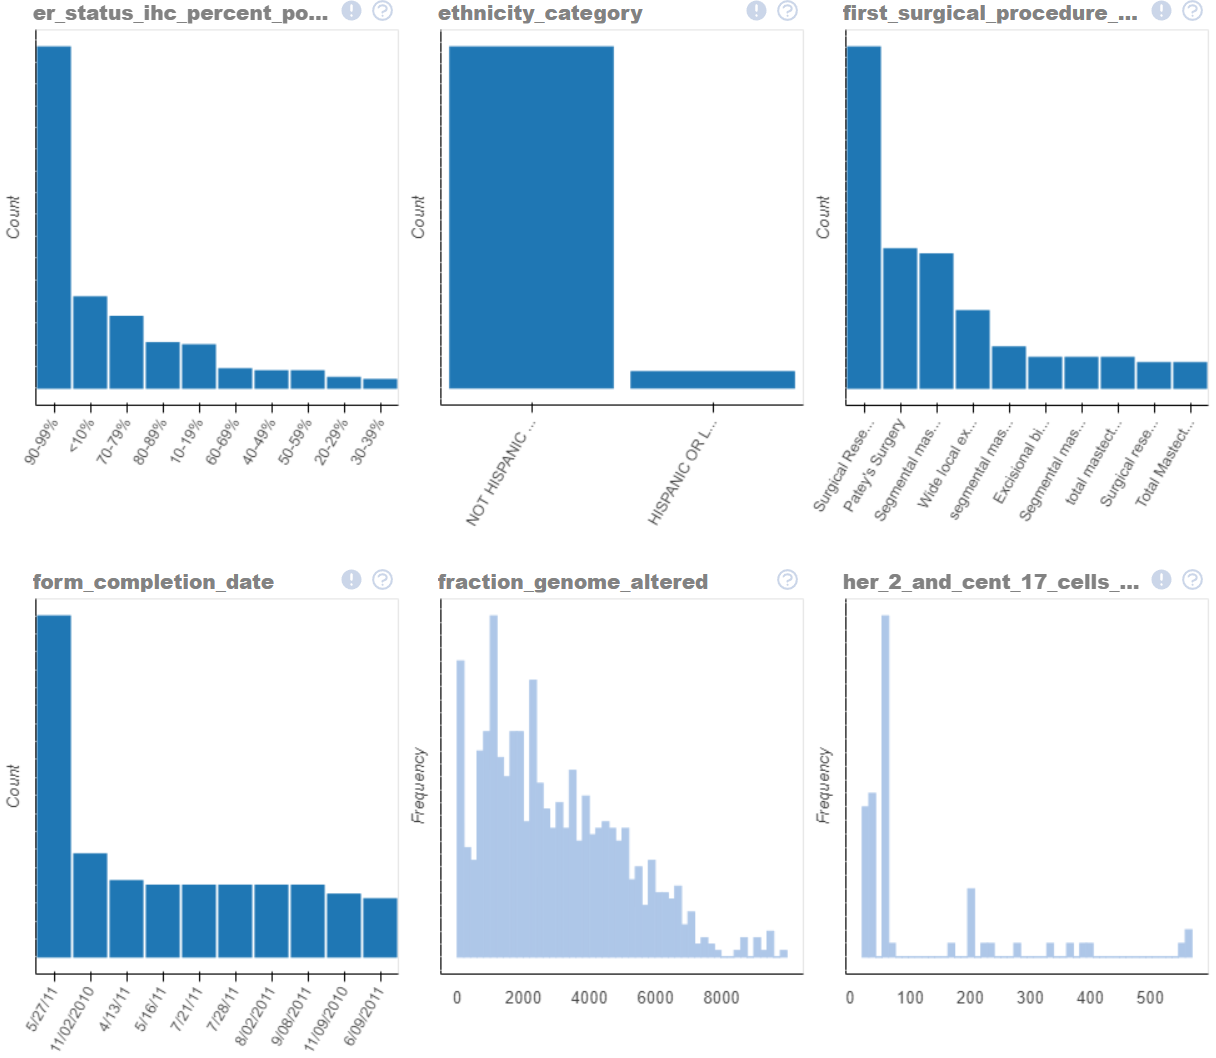 er_status_ihc_percent_po...
ethnicity_category
first_surgical_procedure_...
Count
90-99%
<10%
70-79%
80-89%
10-19%
60-69%
40-49%
50-59%
20-29%
30-39%
Count
NOT HISPANIC ...
HISPANIC OR L...
Count
Surgical Rese...
Patey's Surgery
Segmental mas...
Wide local ex...
segmental mas...
Excisional bi...
Segmental mas...
total mastect...
Surgical rese...
Total Mastect...
form_completion_date
fraction_genome_altered
her_2_and_cent_17_cells_...
Count
5/27/11
11/02/2010
4/13/11
5/16/11
7/21/11
7/28/11
8/02/2011
9/08/2011
11/09/2010
6/09/2011
Frequency
0 2000 4000 6000 8000
Frequency
0 100 200 300 400 500